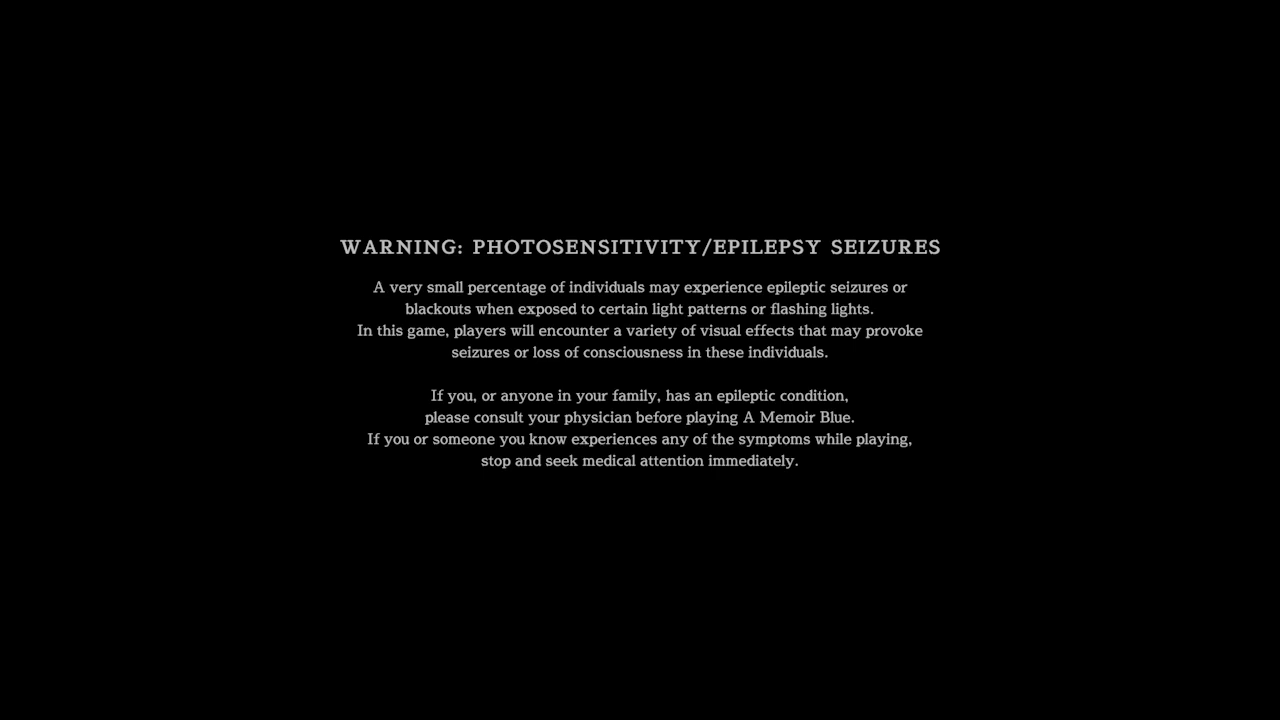 WARNING: PHOTOSENSITIVITY/EPILEPSY SEIZURES
A very small percentage of individuals may experience epileptic seizures or
blackouts when exposed to certain light patterns or flashing lights.
In this game, players will encounter a variety of visual effects that may provoke
seizures or loss of consciousness in these individuals.
If you, or anyone in your family, has an epileptic condition,
please consult your physician before playing A Memoir Blue.
If you or someone you know experiences any of the symptoms while playing,
stop and seek medical attention immediately.